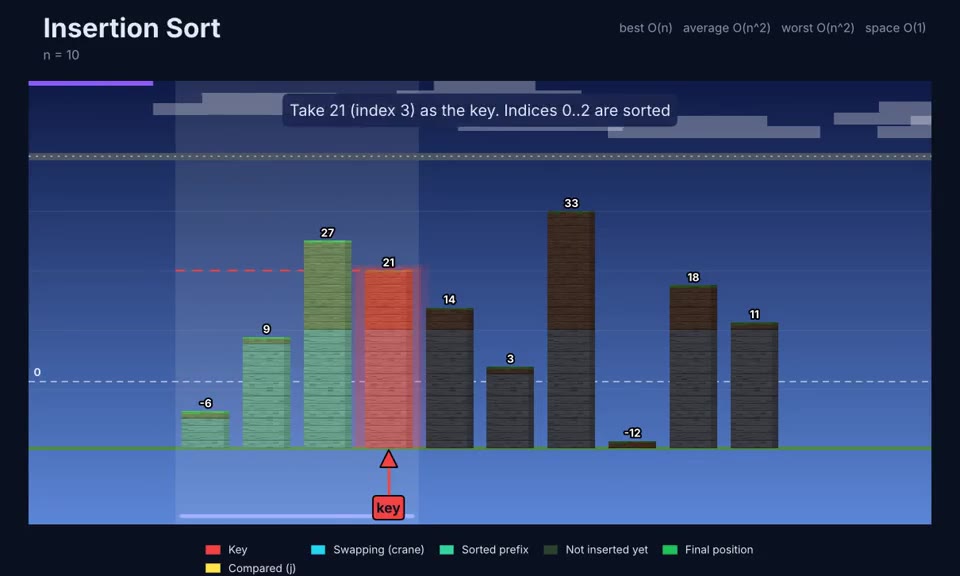 Insertion Sort
n = 10
best O(n) average O(n^2) worst O(n^2) space O(1)
Take 21 (index 3) as the key. Indices 0..2 are sorted
33
27
21
18
14
11
9
3
0
-6
-12
key
Key
Swapping (crane)
Sorted prefix
Not inserted yet
Final position
Compared (j)